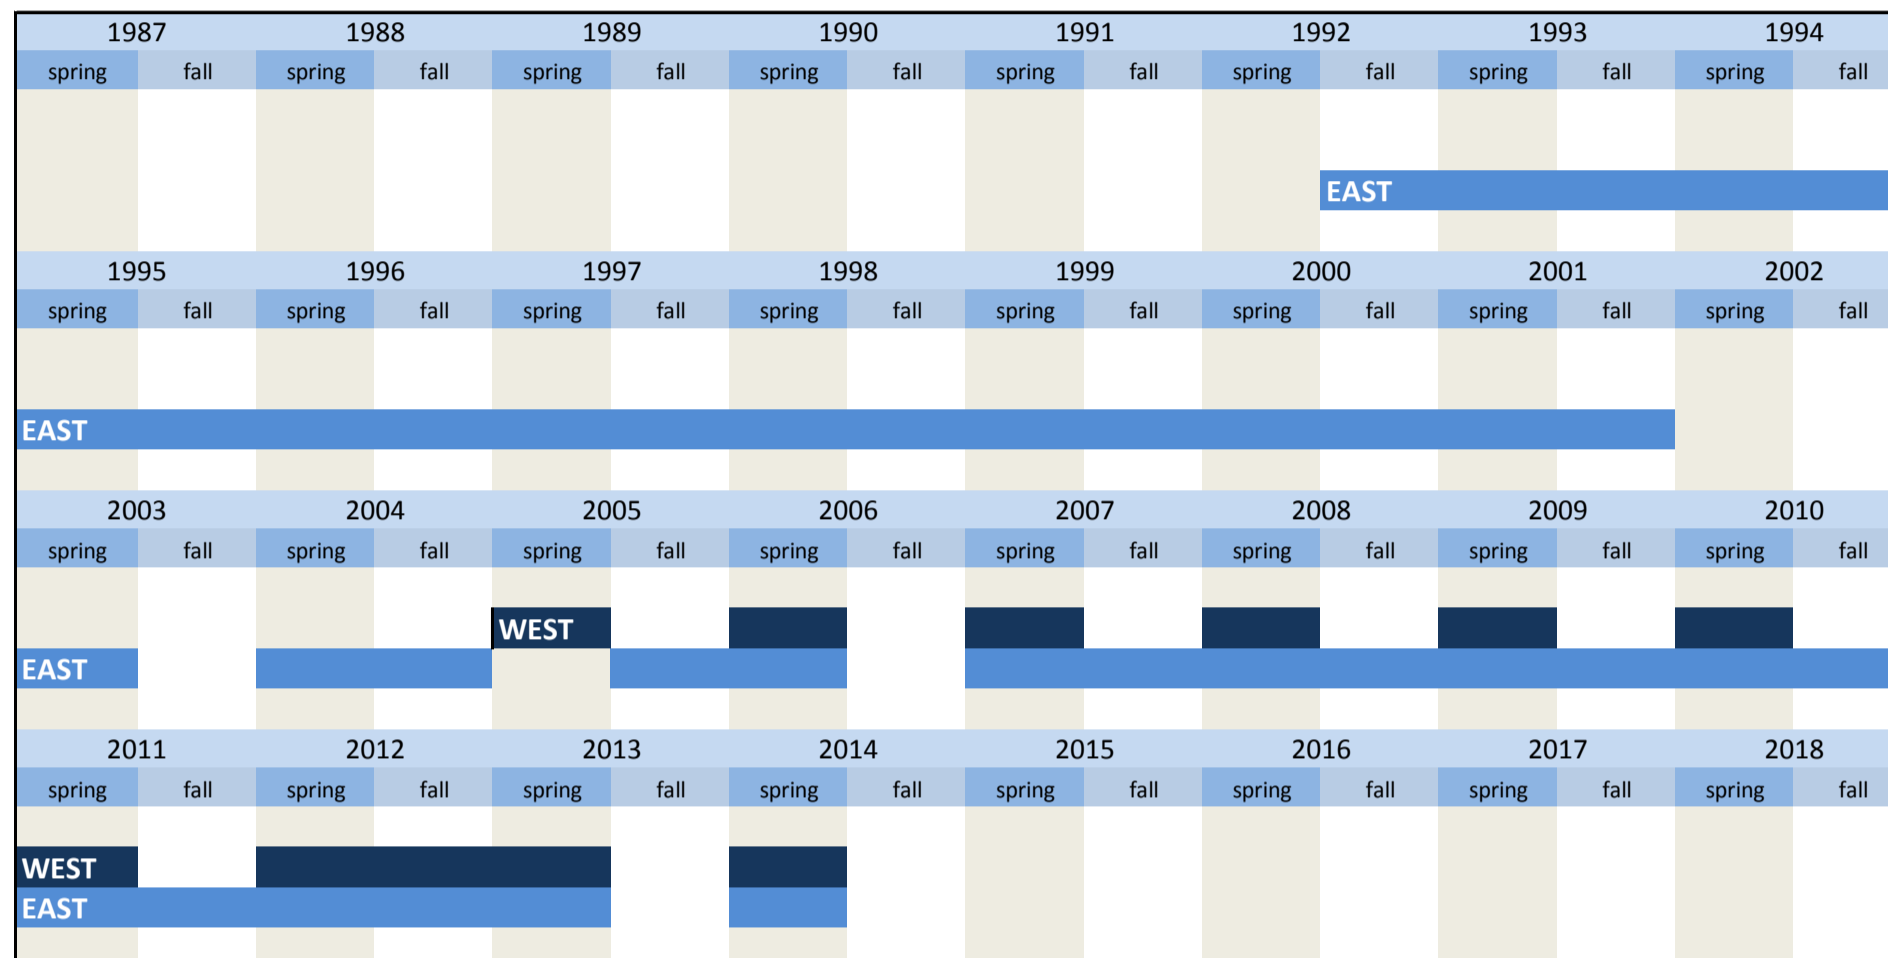 1987 1988 1989 1990 1991 1992 1993 1994
spring fall spring fall spring fall spring fall spring fall spring fall spring fall spring fall
EAST
1995 1996 1997 1998 1999 2000 2001 2002
spring fall spring fall spring fall spring fall spring fall spring fall spring fall spring fall
EAST
2003 2004 2005 2006 2007 2008 2009 2010
spring fall spring fall spring fall spring fall spring fall spring fall spring fall spring fall
WEST
EAST
2011 2012 2013 2014 2015 2016 2017 2018
spring fall spring fall spring fall spring fall spring fall spring fall spring fall spring fall
WEST
EAST